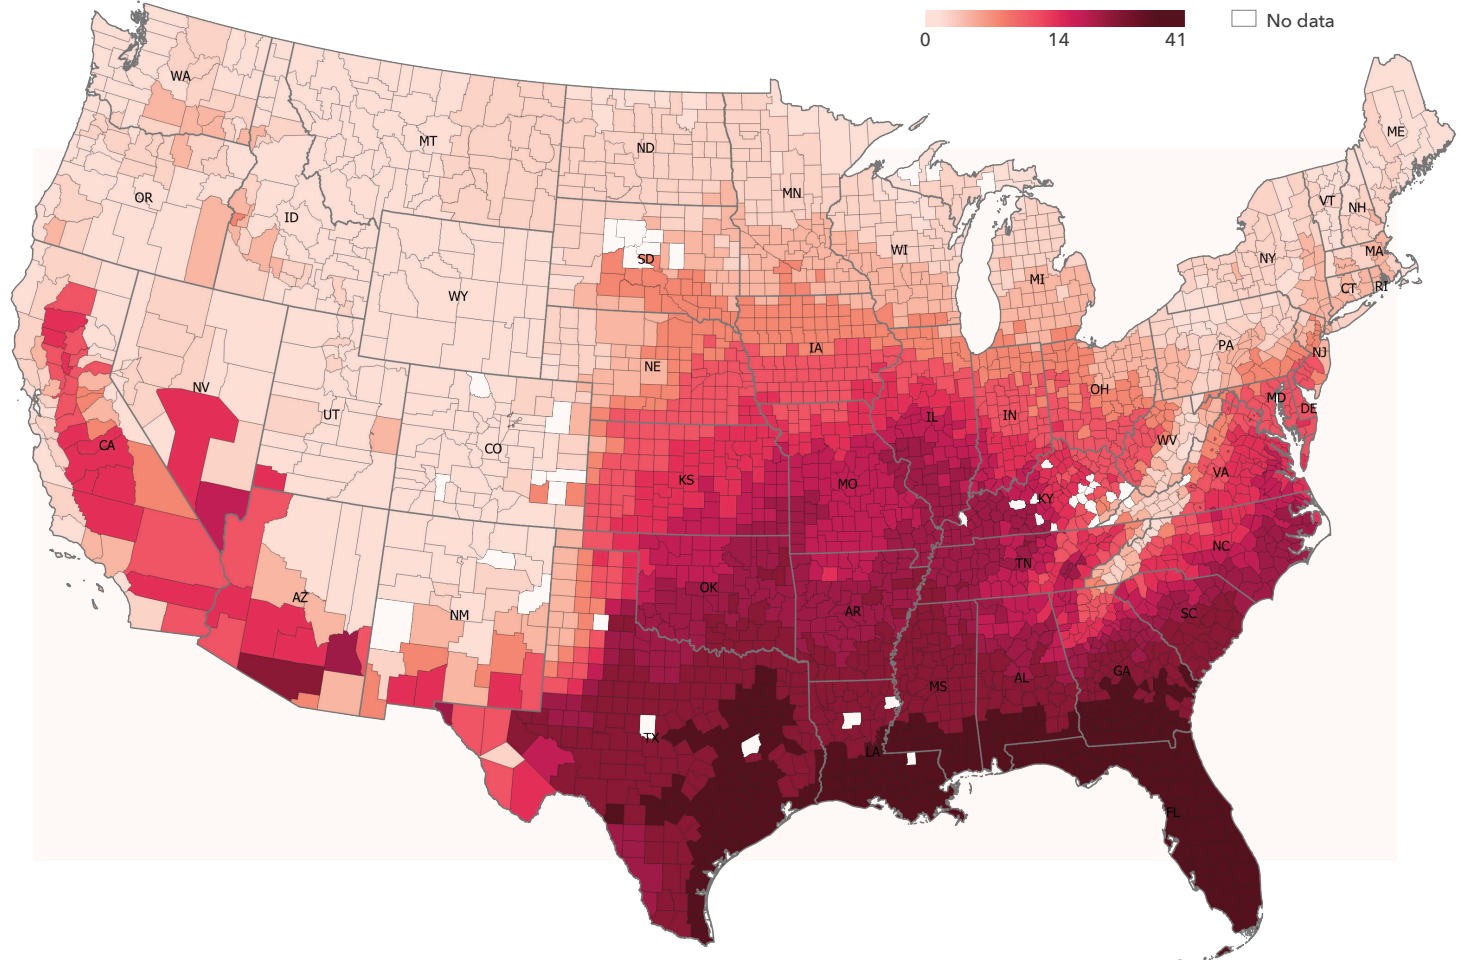 0 14 41 No data
WA
MT
ND
ME
OR
ID
MN
VT NH
SD
WI
NY
MA
WY
MI
CT RI
NE
IA
PA
NJ
NV
UT
OH
MD
DE
CA
CO
IL
IN
WV
KS
MO
KY
VA
AZ
NM
OK
AR
TN
NC
SC
TX
LA
MS
AL
GA
FL